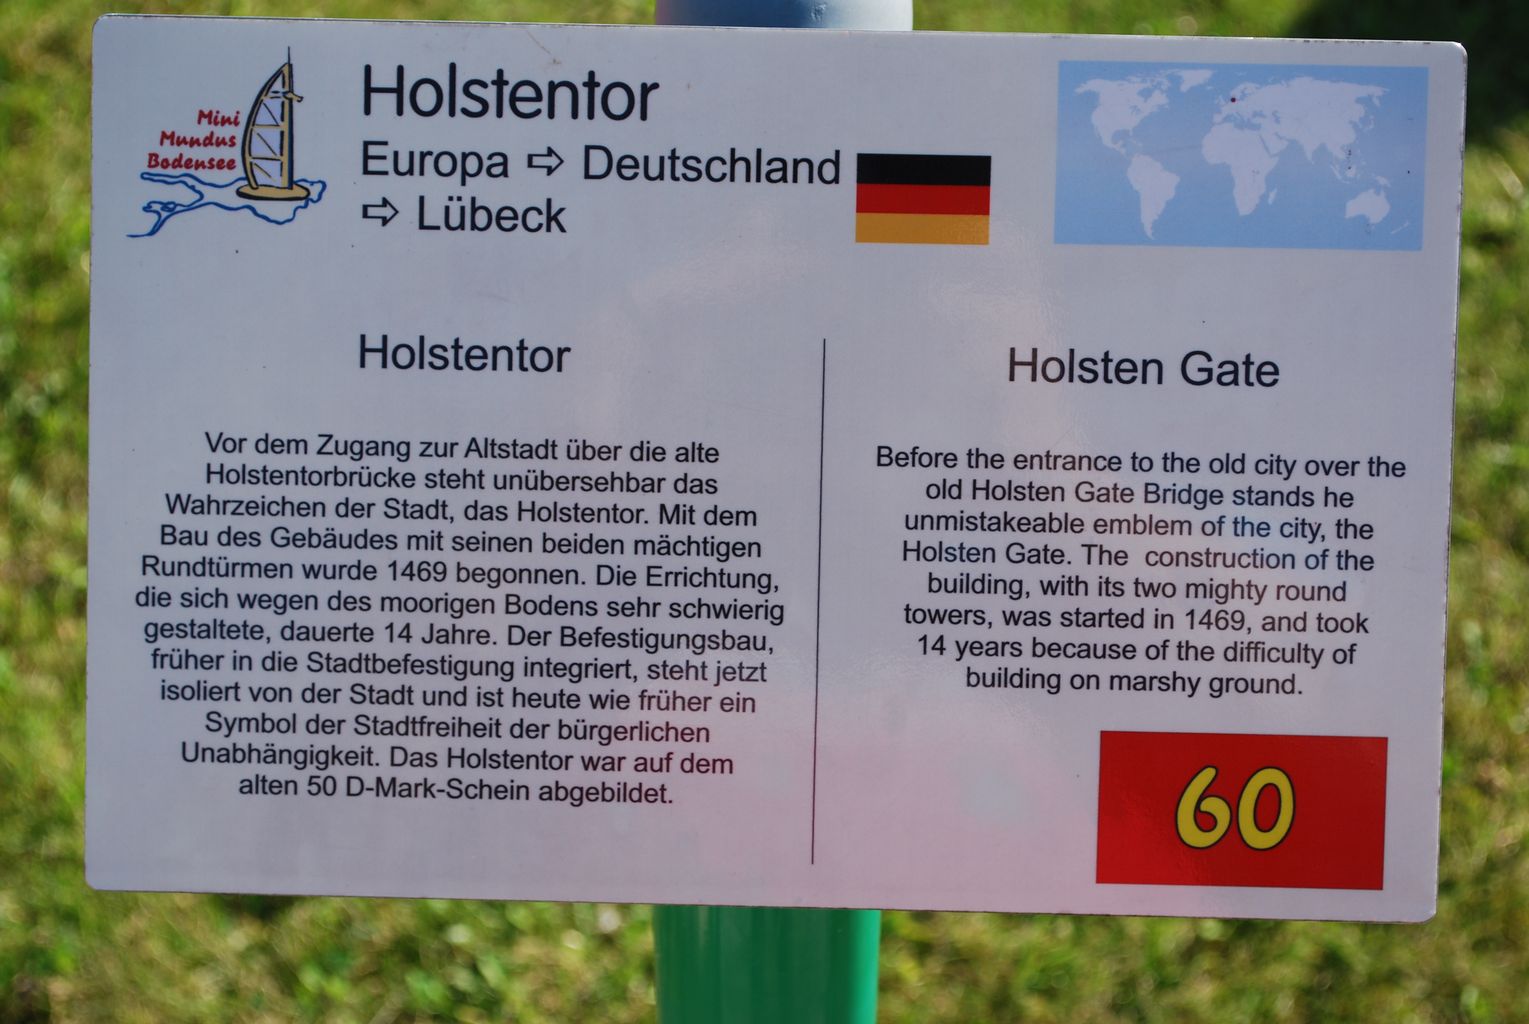 Mini
Mundus
Bodensee
Holstentor
Europa ⇨ Deutschland
⇨ Lübeck
Holstentor
Vor dem Zugang zur Altstadt über die alte
Holstentorbrücke steht unübersehbar das
Wahrzeichen der Stadt, das Holstentor. Mit dem
Bau des Gebäudes mit seinen beiden mächtigen
Rundtürmen wurde 1469 begonnen. Die Errichtung,
die sich wegen des moorigen Bodens sehr schwierig
gestaltete, dauerte 14 Jahre. Der Befestigungsbau,
früher in die Stadtbefestigung integriert, steht jetzt
isoliert von der Stadt und ist heute wie früher ein
Symbol der Stadtfreiheit der bürgerlichen
Unabhängigkeit. Das Holstentor war auf dem
alten 50 D-Mark-Schein abgebildet.
Holsten Gate
Before the entrance to the old city over the
old Holsten Gate Bridge stands he
unmistakeable emblem of the city, the
Holsten Gate. The construction of the
building, with its two mighty round
towers, was started in 1469, and took
14 years because of the difficulty of
building on marshy ground.
60